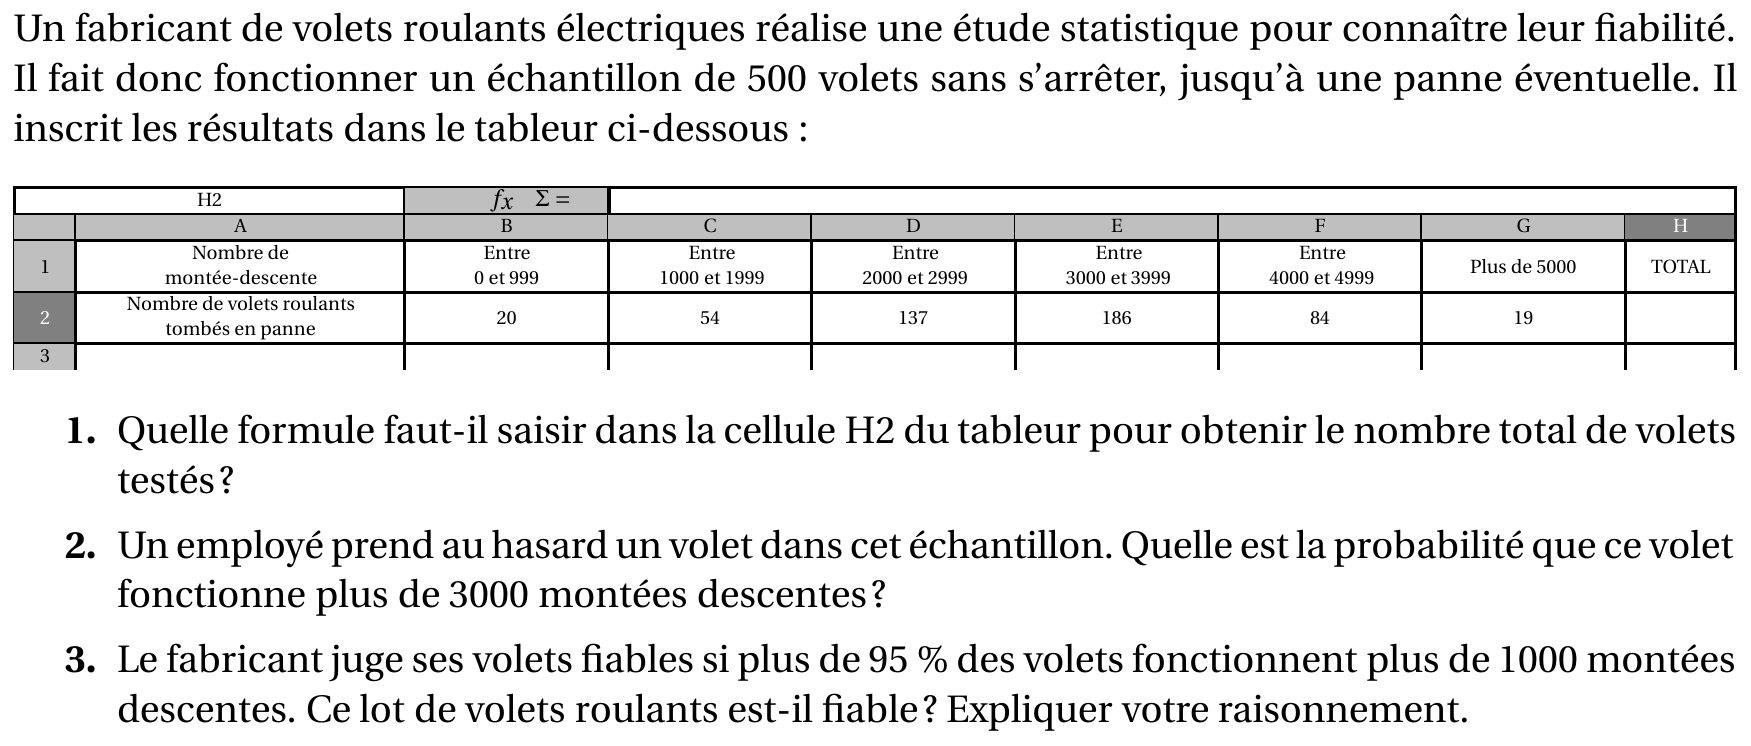 Un fabricant de volets roulants électriques réalise une étude statistique pour connaître leur fiabilité.
Il fait donc fonctionner un échantillon de 500 volets sans s’arrêter, jusqu’à une panne éventuelle. Il
inscrit les résultats dans le tableur ci-dessous :
H2 fx Σ =
A B C D E F G H
1 Nombre de montée-descente Entre 0 et 999 Entre 1000 et 1999 Entre 2000 et 2999 Entre 3000 et 3999 Entre 4000 et 4999 Plus de 5000 TOTAL
2 Nombre de volets roulants tombés en panne 20 54 137 186 84 19
3
1. Quelle formule faut-il saisir dans la cellule H2 du tableur pour obtenir le nombre total de volets
testés ?
2. Un employé prend au hasard un volet dans cet échantillon. Quelle est la probabilité que ce volet
fonctionne plus de 3000 montées descentes ?
3. Le fabricant juge ses volets fiables si plus de 95 % des volets fonctionnent plus de 1000 montées
descentes. Ce lot de volets roulants est-il fiable ? Expliquer votre raisonnement.